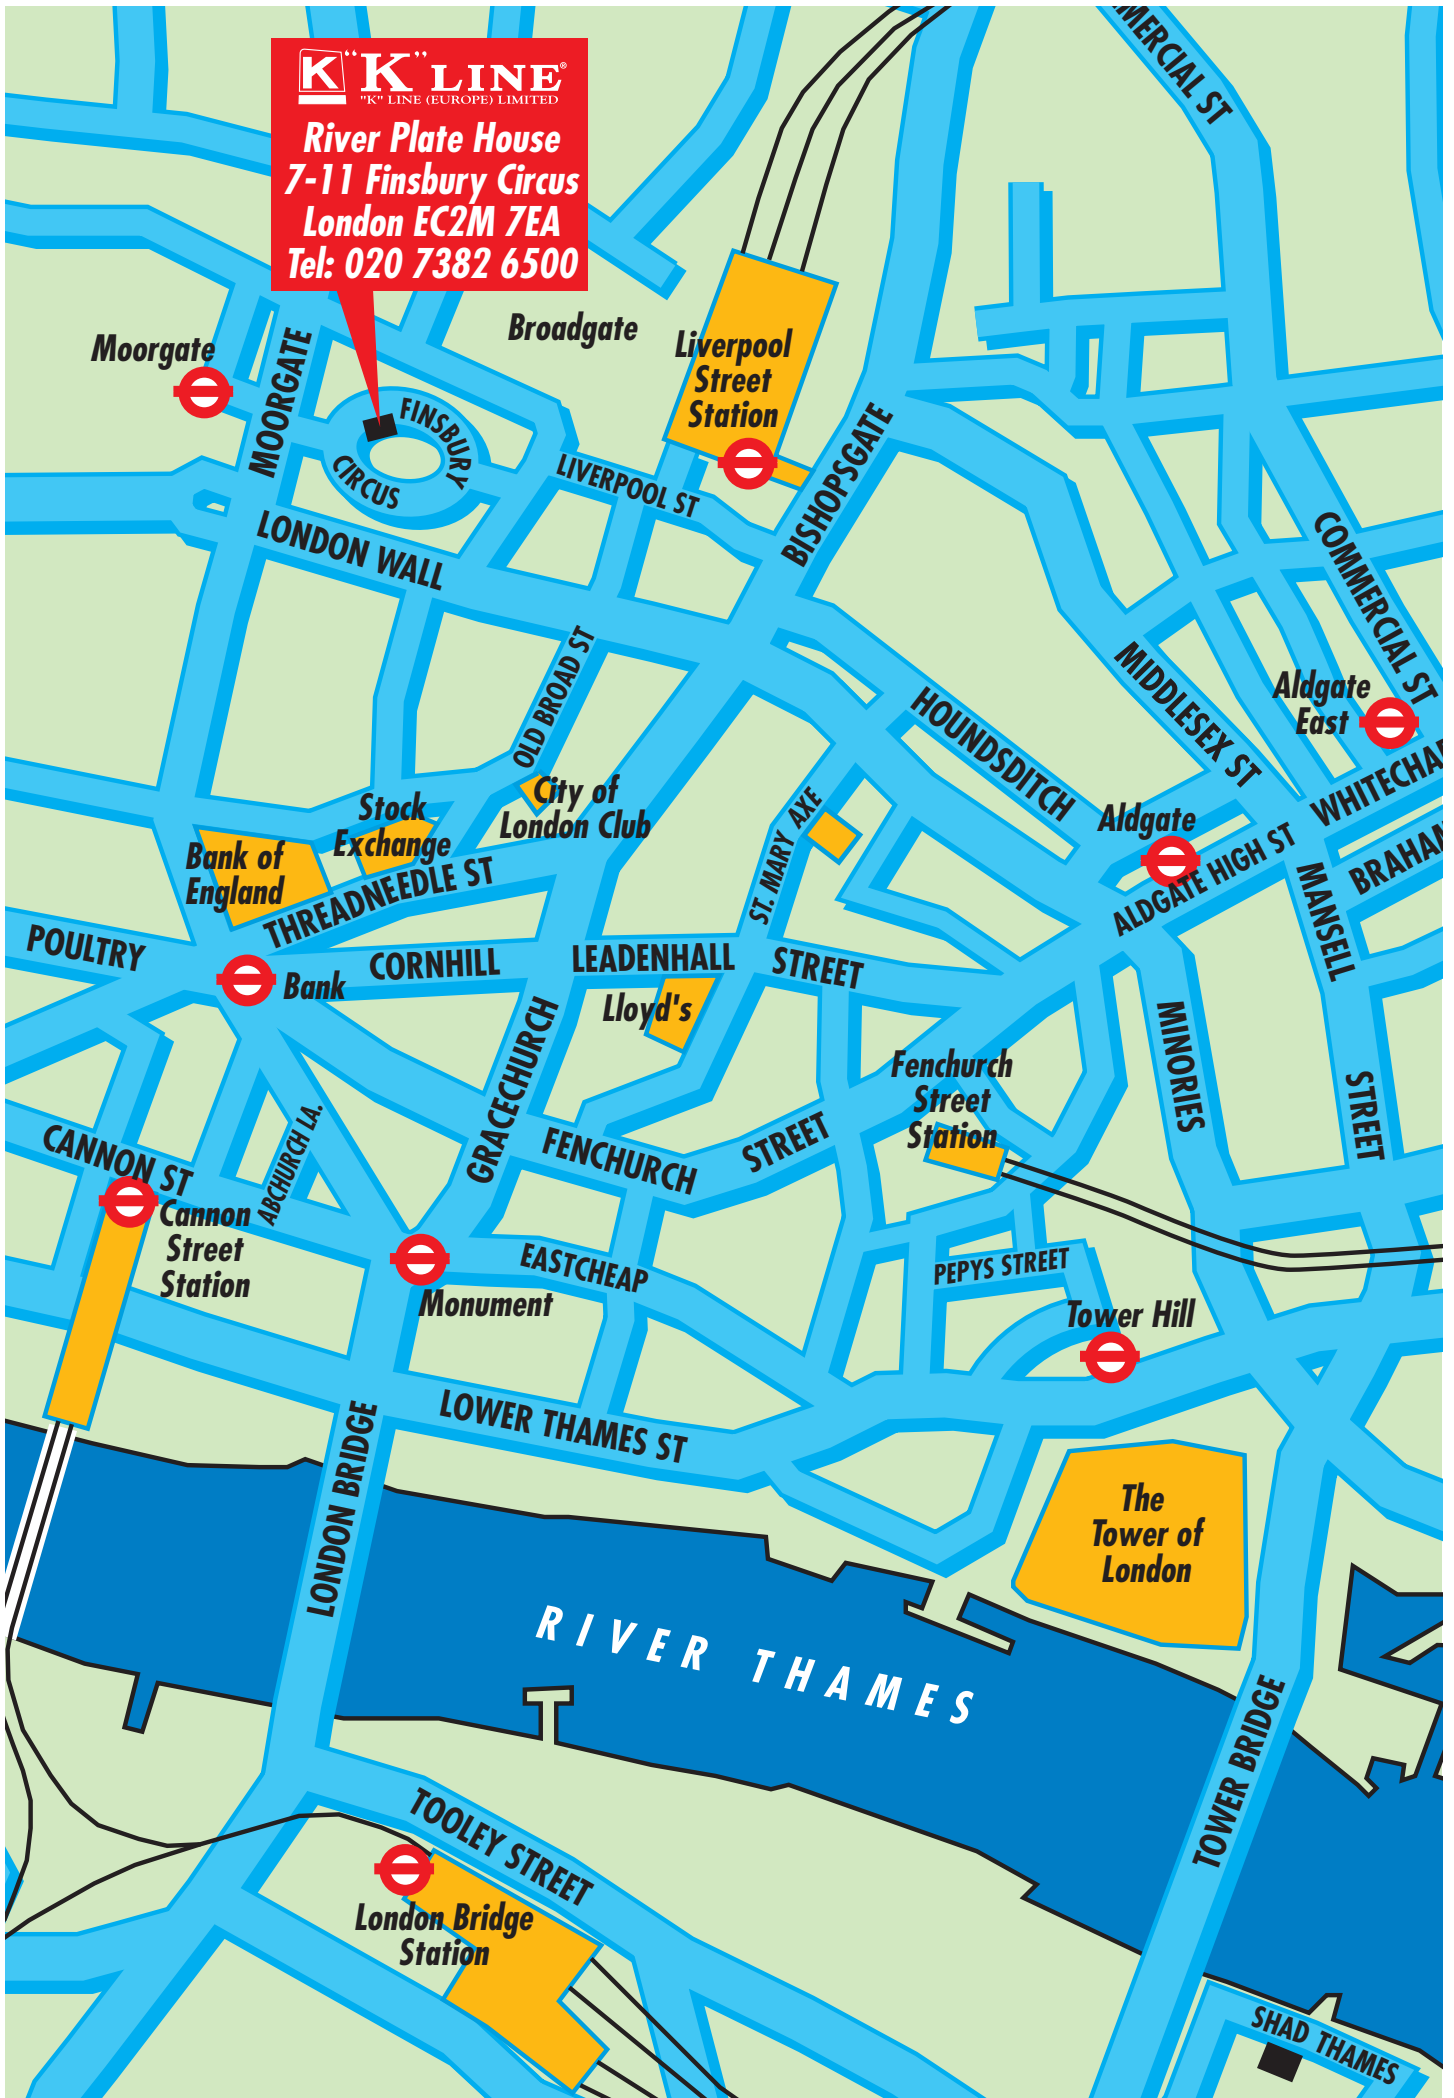 COMMERCIAL ST
K "K" LINE®
"K" LINE (EUROPE) LIMITED
River Plate House
7-11 Finsbury Circus
London EC2M 7EA
Tel: 020 7382 6500
Broadgate
Moorgate
MOORGATE
Liverpool
Street
Station
FINSBURY
CIRCUS
LIVERPOOL ST
BISHOPSGATE
LONDON WALL
COMMERCIAL ST
OLD BROAD ST
MIDDLESEX ST
Aldgate
East
HOUNDSDITCH
WHITECHA
City of
London Club
Stock
Exchange
ST. MARY AXE
Aldgate
ALDGATE HIGH ST
BRAHAM
Bank of
England
THREADNEEDLE ST
MANSELL
STREET
POULTRY
CORNHILL
LEADENHALL STREET
Bank
Lloyd's
GRACECHURCH
MINORIES
Fenchurch
Street
Station
FENCHURCH STREET
CANNON ST
ABCHURCH LA.
Cannon
Street
Station
EASTCHEAP
PEPYS STREET
Monument
Tower Hill
LOWER THAMES ST
LONDON BRIDGE
The
Tower of
London
RIVER THAMES
TOWER BRIDGE
TOOLEY STREET
London Bridge
Station
SHAD THAMES